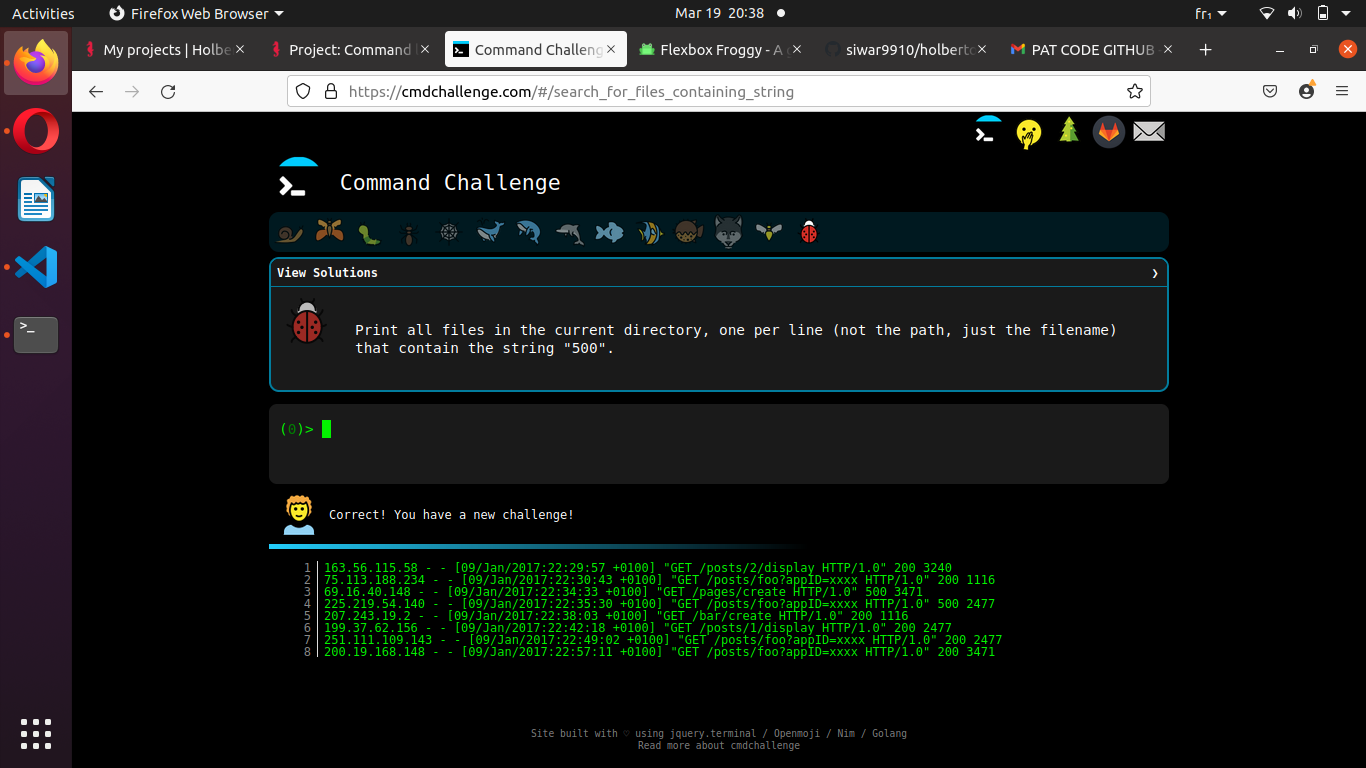 Activities
Firefox Web Browser
Mar 19 20:38
fr₁
My projects | Holbe
Project: Command
Command Challeng
Flexbox Froggy - A
siwar9910/holberto
PAT CODE GITHUB -
https://cmdchallenge.com/#/search_for_files_containing_string
Command Challenge
View Solutions
Print all files in the current directory, one per line (not the path, just the filename)
that contain the string "500".
(0)>
Correct! You have a new challenge!
1 163.56.115.58 - - [09/Jan/2017:22:29:57 +0100] "GET /posts/2/display HTTP/1.0" 200 3240
2 75.113.188.234 - - [09/Jan/2017:22:30:43 +0100] "GET /posts/foo?appID=xxxx HTTP/1.0" 200 1116
3 69.16.40.148 - - [09/Jan/2017:22:34:33 +0100] "GET /pages/create HTTP/1.0" 500 3471
4 225.219.54.140 - - [09/Jan/2017:22:35:30 +0100] "GET /posts/foo?appID=xxxx HTTP/1.0" 500 2477
5 207.243.19.2 - - [09/Jan/2017:22:38:03 +0100] "GET /bar/create HTTP/1.0" 200 1116
6 199.37.62.156 - - [09/Jan/2017:22:42:18 +0100] "GET /posts/1/display HTTP/1.0" 200 2477
7 251.111.109.143 - - [09/Jan/2017:22:49:02 +0100] "GET /posts/foo?appID=xxxx HTTP/1.0" 200 2477
8 200.19.168.148 - - [09/Jan/2017:22:57:11 +0100] "GET /posts/foo?appID=xxxx HTTP/1.0" 200 3471
Site built with ♡ using jquery.terminal / Openmoji / Nim / Golang
Read more about cmdchallenge